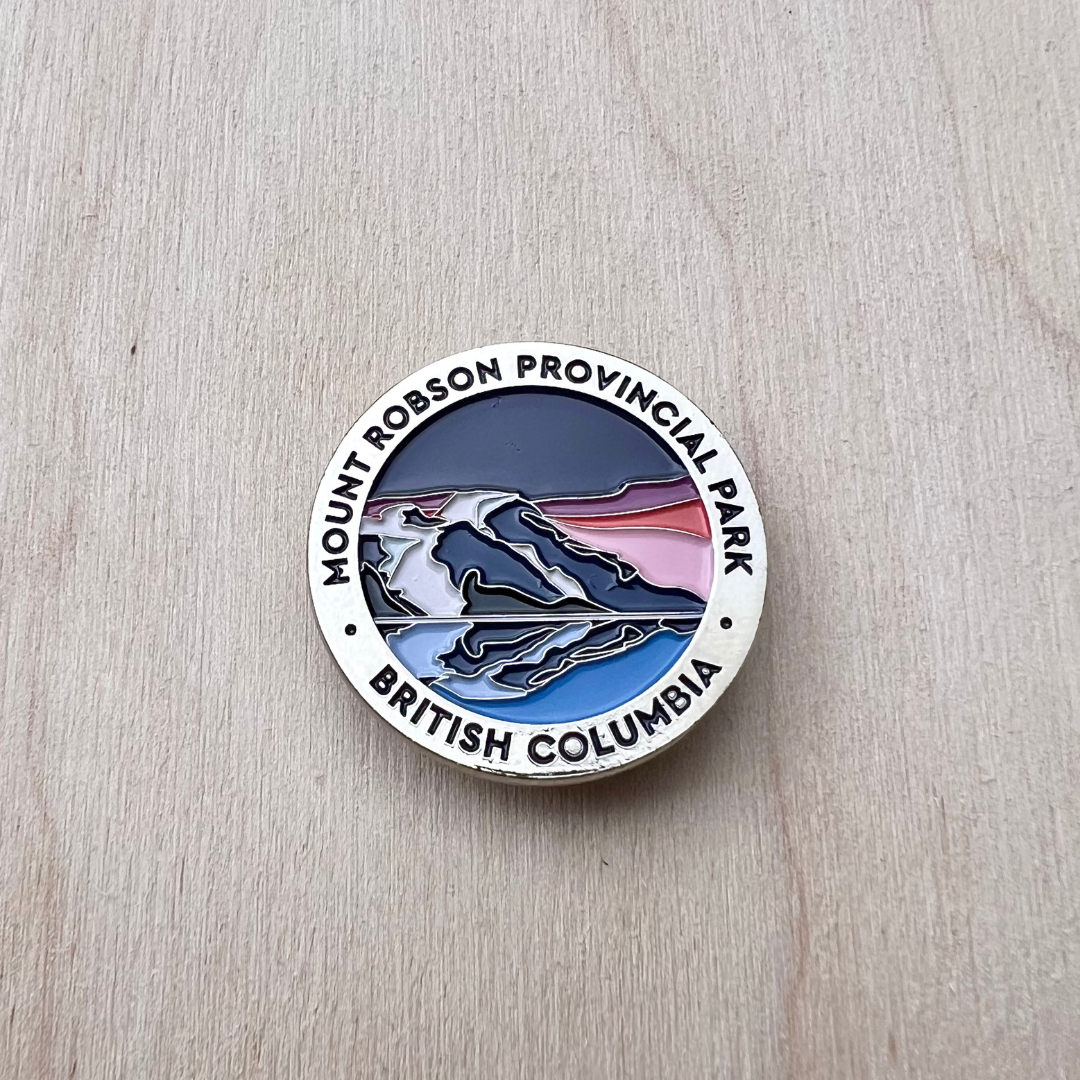 MOUNT ROBSON PROVINCIAL PARK
• BRITISH COLUMBIA •